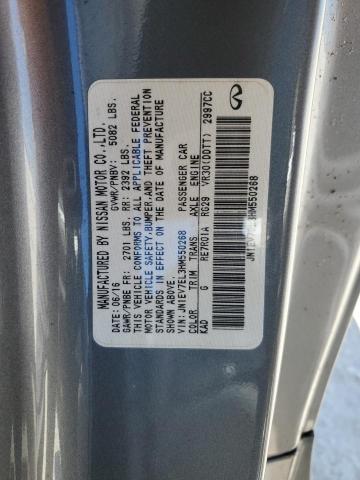 MANUFACTURED BY NISSAN MOTOR CO.,LTD.
DATE: 06/16 GVWR/PNBV: 5082 LBS.
GAWR/PNBE FR: 2701 LBS. RR: 2392 LBS.
THIS VEHICLE CONFORMS TO ALL APPLICABLE FEDERAL
MOTOR VEHICLE SAFETY,BUMPER,AND THEFT PREVENTION
STANDARDS IN EFFECT ON THE DATE OF MANUFACTURE
SHOWN ABOVE.
VIN: JN1EV7EL3HM550268 PASSENGER CAR
COLOR TRIM TRANS AXLE ENGINE
KAD G RE7R01A RG29 VR30(DDTT) 2997CC
JN1EV7EL3HM550268